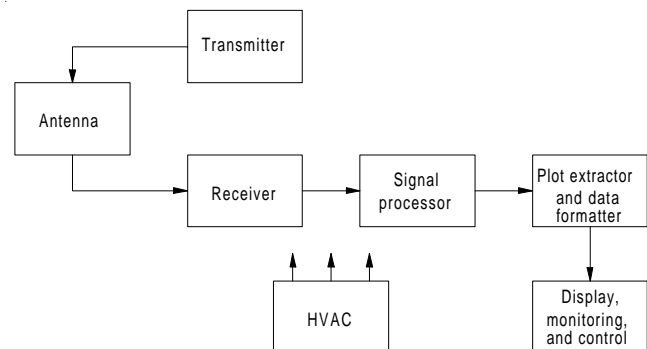 Transmitter
Antenna
Receiver
Signal
processor
Plot extractor
and data
formatter
HVAC
Display,
monitoring,
and control